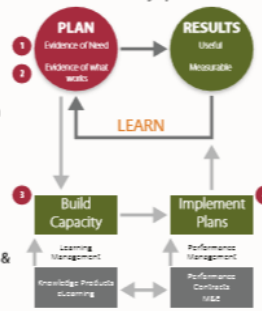 PLAN
1
Evidence of Need
2
Evidence of what
works
RESULTS
Useful
Measurable
LEARN
3
Build
Capacity
Implement
Plans
Learning
Management
Performance
Management
&
Knowledge Products
eLearning
Performance
Contracts
M&E